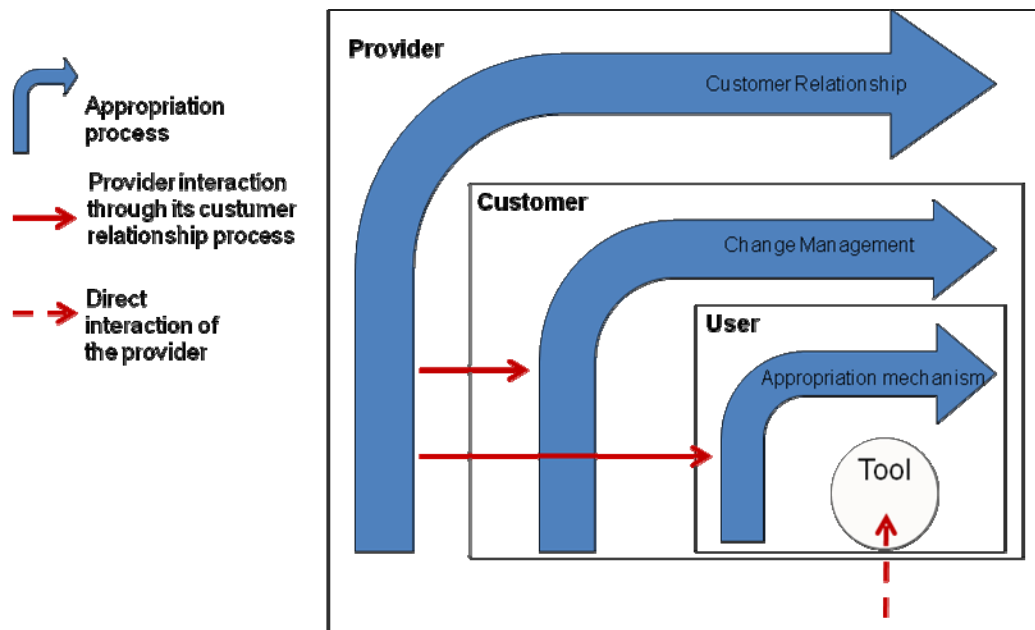 Appropriation
process
Provider interaction
through its custumer
relationship process
Direct
interaction of
the provider
Provider
Customer Relationship
Customer
Change Management
User
Appropriation mechanism
Tool